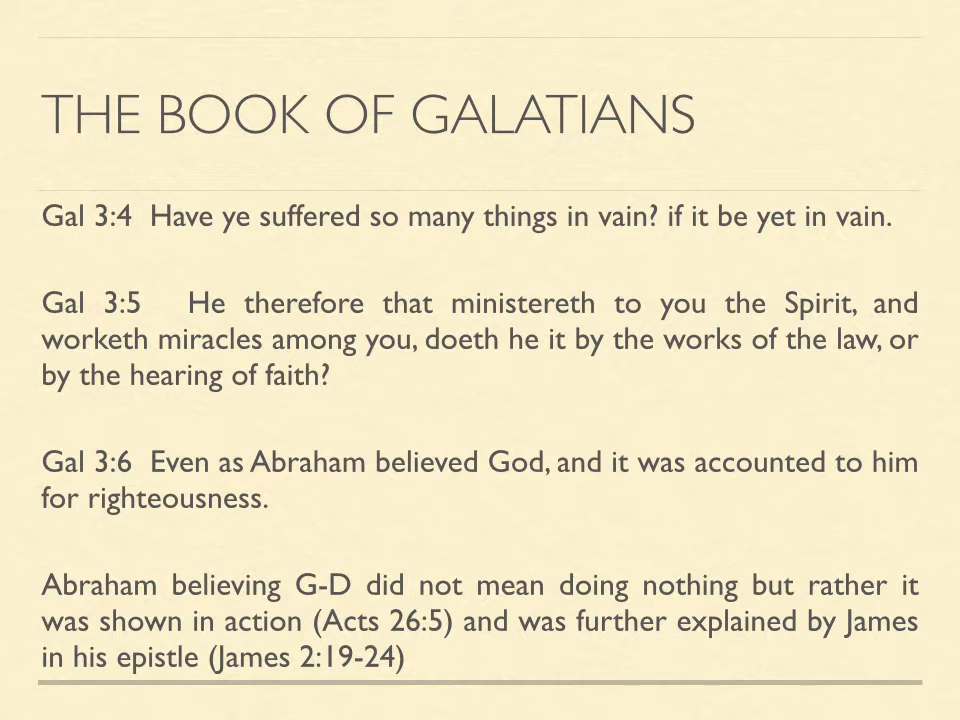 THE BOOK OF GALATIANS
Gal 3:4 Have ye suffered so many things in vain? if it be yet in vain.
Gal 3:5 He therefore that ministereth to you the Spirit, and
worketh miracles among you, doeth he it by the works of the law, or
by the hearing of faith?
Gal 3:6 Even as Abraham believed God, and it was accounted to him
for righteousness.
Abraham believing G-D did not mean doing nothing but rather it
was shown in action (Acts 26:5) and was further explained by James
in his epistle (James 2:19-24)